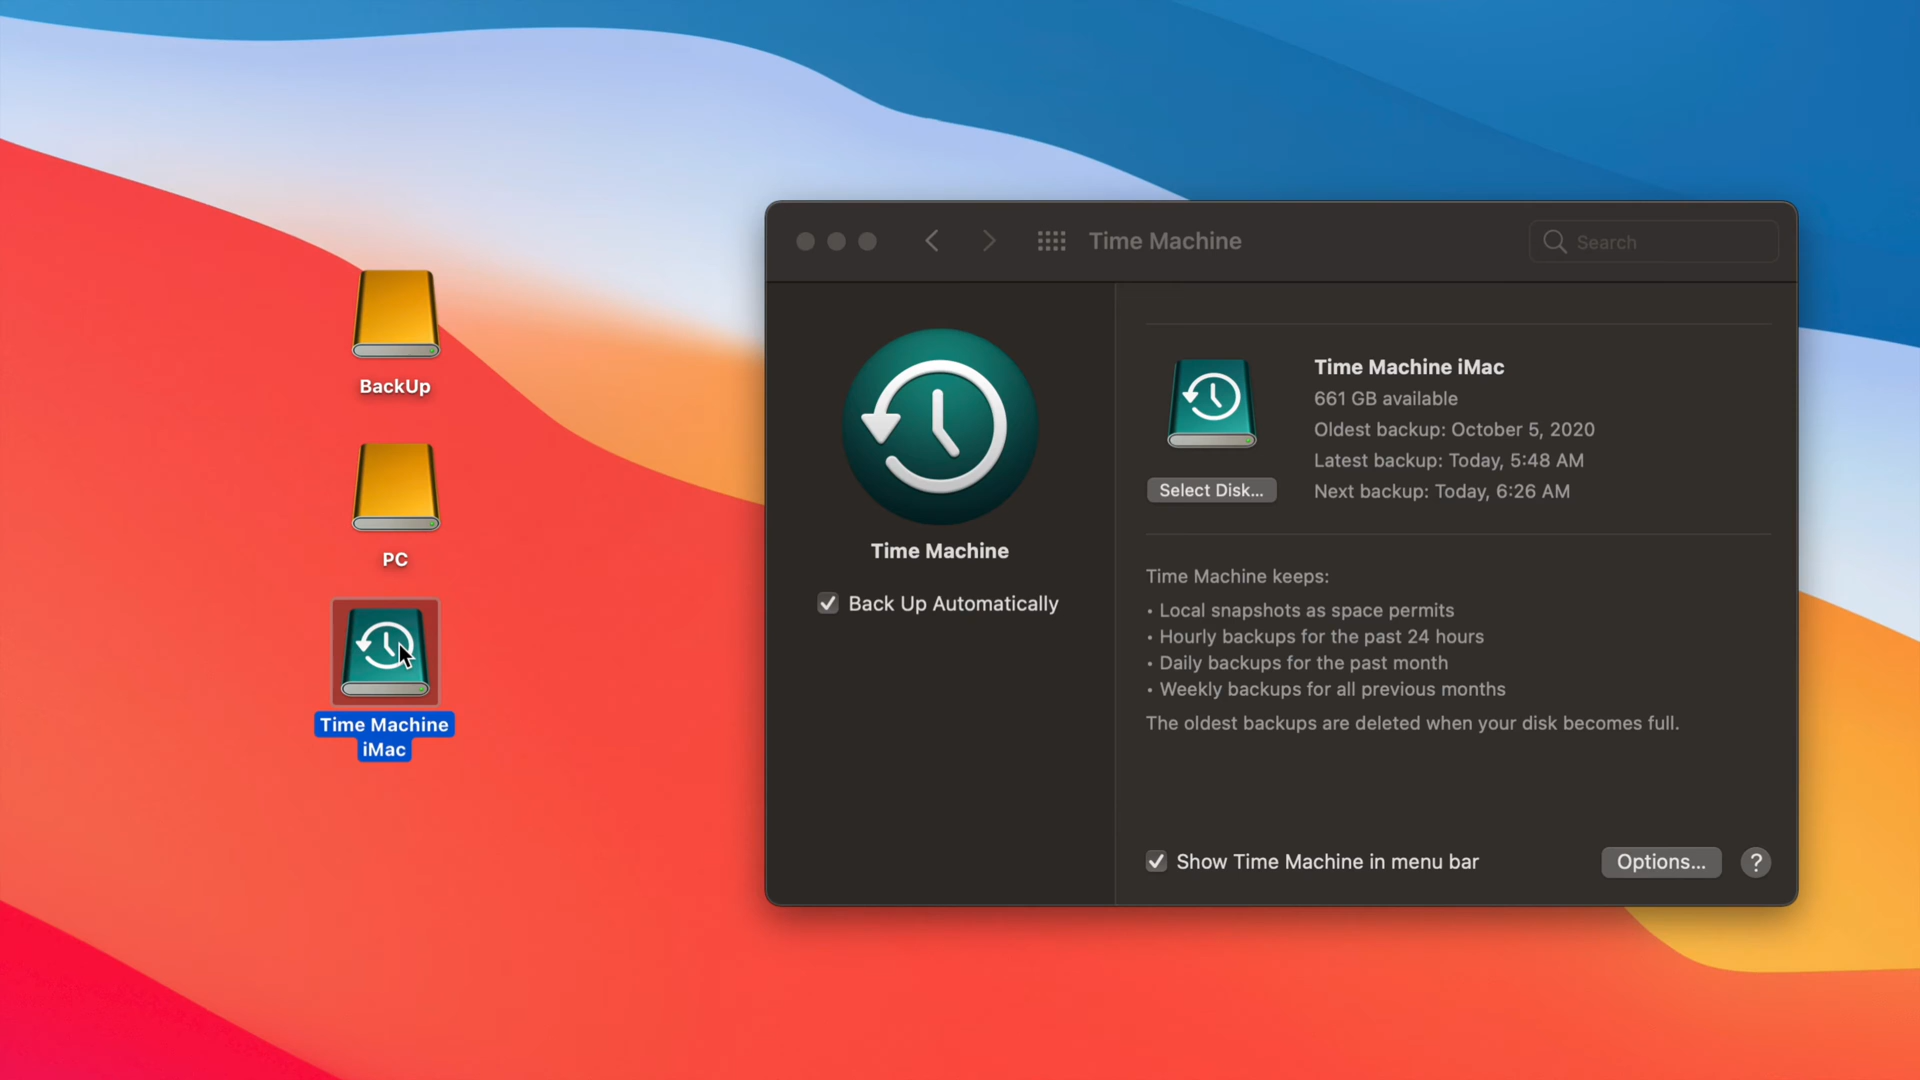 BackUp
PC
Time Machine
iMac
Time Machine
Search
Time Machine
Back Up Automatically
Time Machine iMac
661 GB available
Oldest backup: October 5, 2020
Latest backup: Today, 5:48 AM
Next backup: Today, 6:26 AM
Select Disk...
Time Machine keeps:
• Local snapshots as space permits
• Hourly backups for the past 24 hours
• Daily backups for the past month
• Weekly backups for all previous months
The oldest backups are deleted when your disk becomes full.
Show Time Machine in menu bar
Options...
?